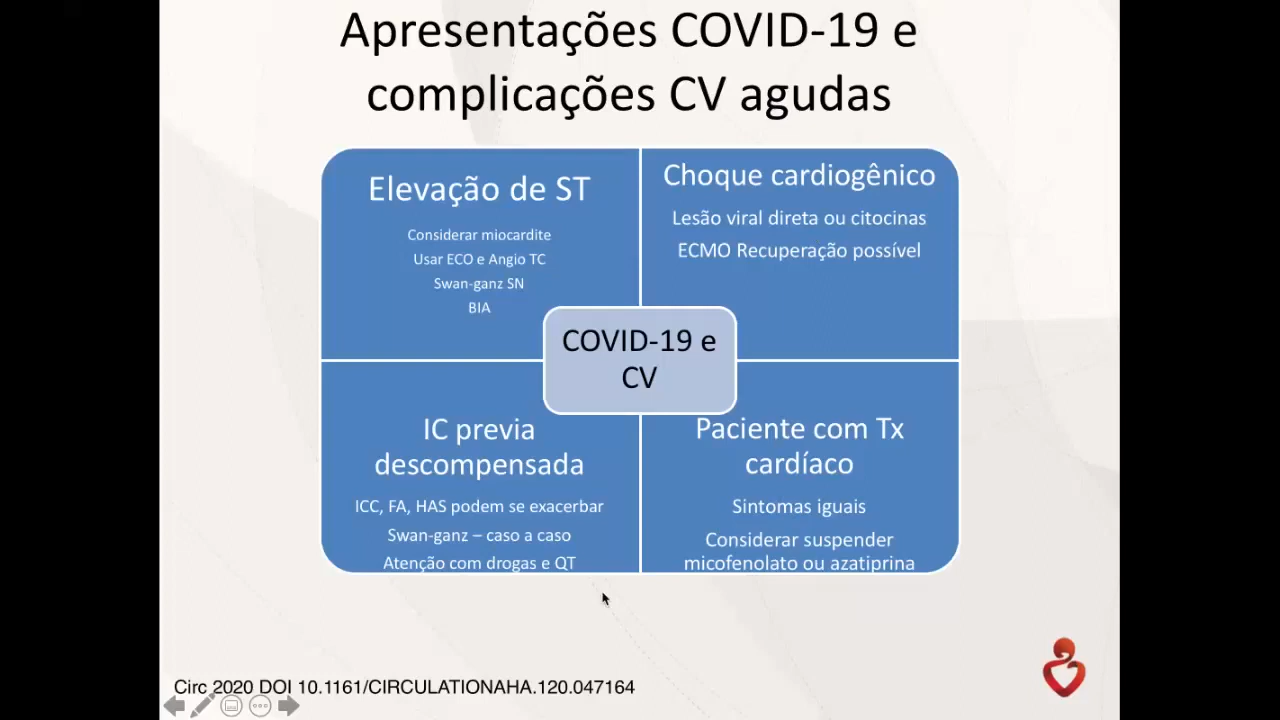 Apresentações COVID-19 e
complicações CV agudas
Elevação de ST
Considerar miocardite
Usar ECO e Angio TC
Swan-ganz SN
BIA
Choque cardiogênico
Lesão viral direta ou citocinas
ECMO Recuperação possível
COVID-19 e
CV
IC previa
descompensada
ICC, FA, HAS podem se exacerbar
Swan-ganz – caso a caso
Atenção com drogas e QT
Paciente com Tx
cardíaco
Sintomas iguais
Considerar suspender
micofenolato ou azatiprina
Circ 2020 DOI 10.1161/CIRCULATIONAHA.120.047164